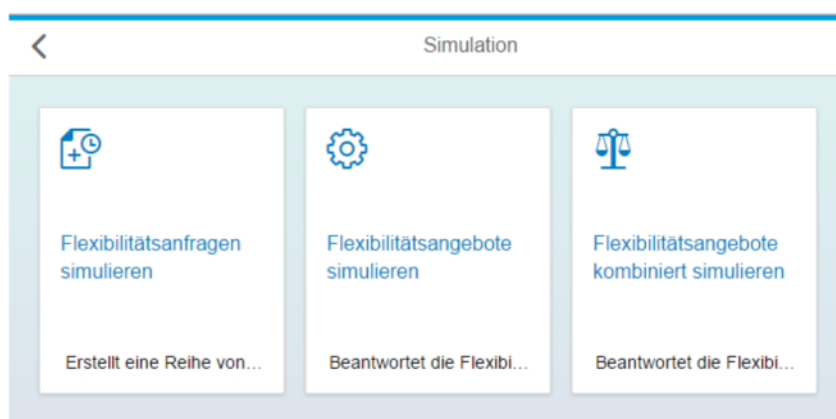 Simulation
Flexibilitätsanfragen
simulieren
Erstellt eine Reihe von...
Flexibilitätsangebote
simulieren
Beantwortet die Flexibi...
Flexibilitätsangebote
kombiniert simulieren
Beantwortet die Flexibi...